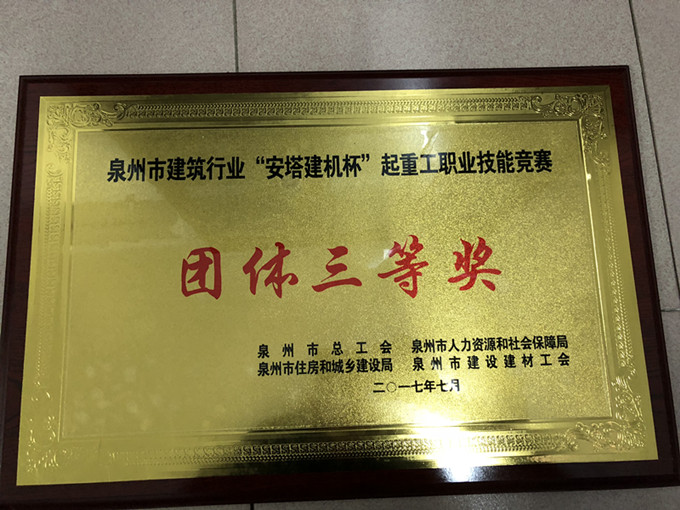 泉州市建筑行业“安塔建机杯”起重工职业技能竞赛
团体三等奖
泉州市总工会 泉州市人力资源和社会保障局
泉州市住房和城乡建设局 泉州市建设建材工会
二〇一七年七月